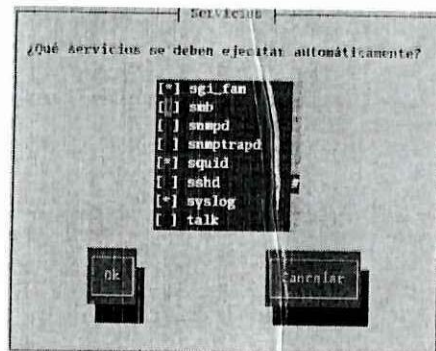 Servicios
¿Qué servicios se deben ejecutar automáticamente?
[*] sgi_fam
[ ] smb
[ ] snmpd
[ ] snmptrapd
[*] squid
[ ] sshd
[*] syslog
[ ] talk
Ok
Cancelar